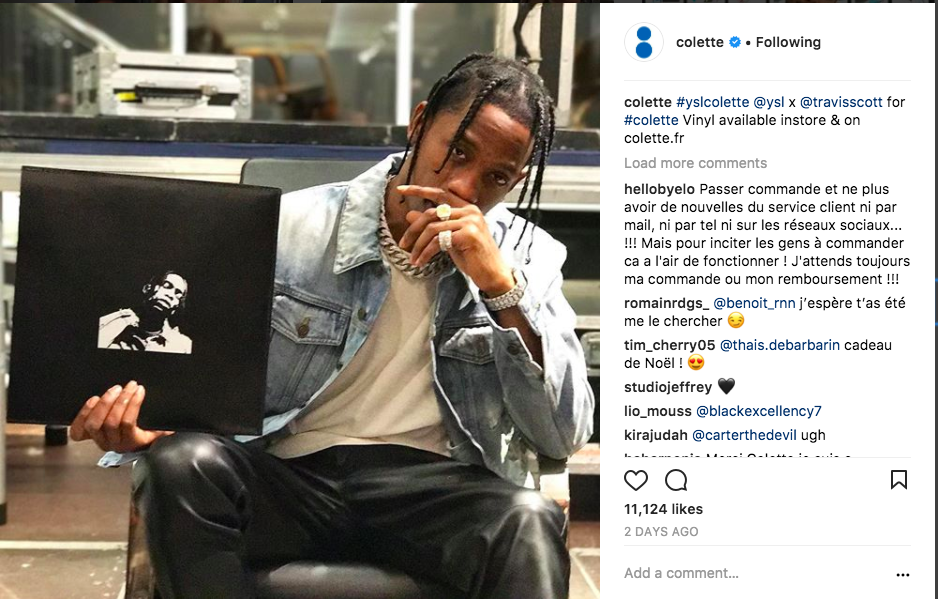 colette • Following
colette #yslcolette @ysl x @travisscott for
#colette Vinyl available instore & on
colette.fr
Load more comments
hellobyelo Passer commande et ne plus
avoir de nouvelles du service client ni par
mail, ni par tel ni sur les réseaux sociaux...
!!! Mais pour inciter les gens à commander
ca a l'air de fonctionner ! J'attends toujours
ma commande ou mon remboursement !!!
romainrdgs_ @benoit_rnn j'espère t'as été
me le chercher 😏
tim_cherry05 @thais.debarbarin cadeau
de Noël ! 😍
studiojeffrey 🖤
lio_mouss @blackexcellency7
kirajudah @carterthedevil ugh
11,124 likes
2 DAYS AGO
Add a comment...